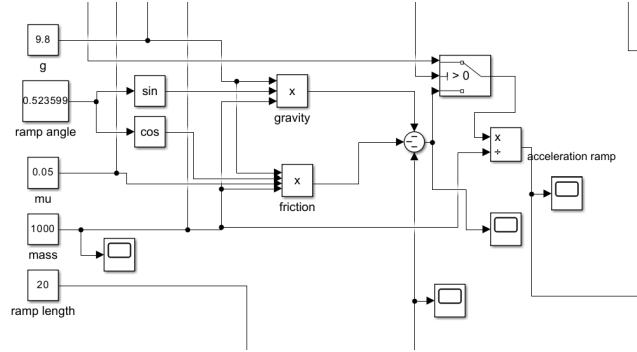 9.8
g
> 0
0.523599
ramp angle
sin
x
gravity
cos
x
÷
acceleration ramp
0.05
mu
x
friction
1000
mass
20
ramp length